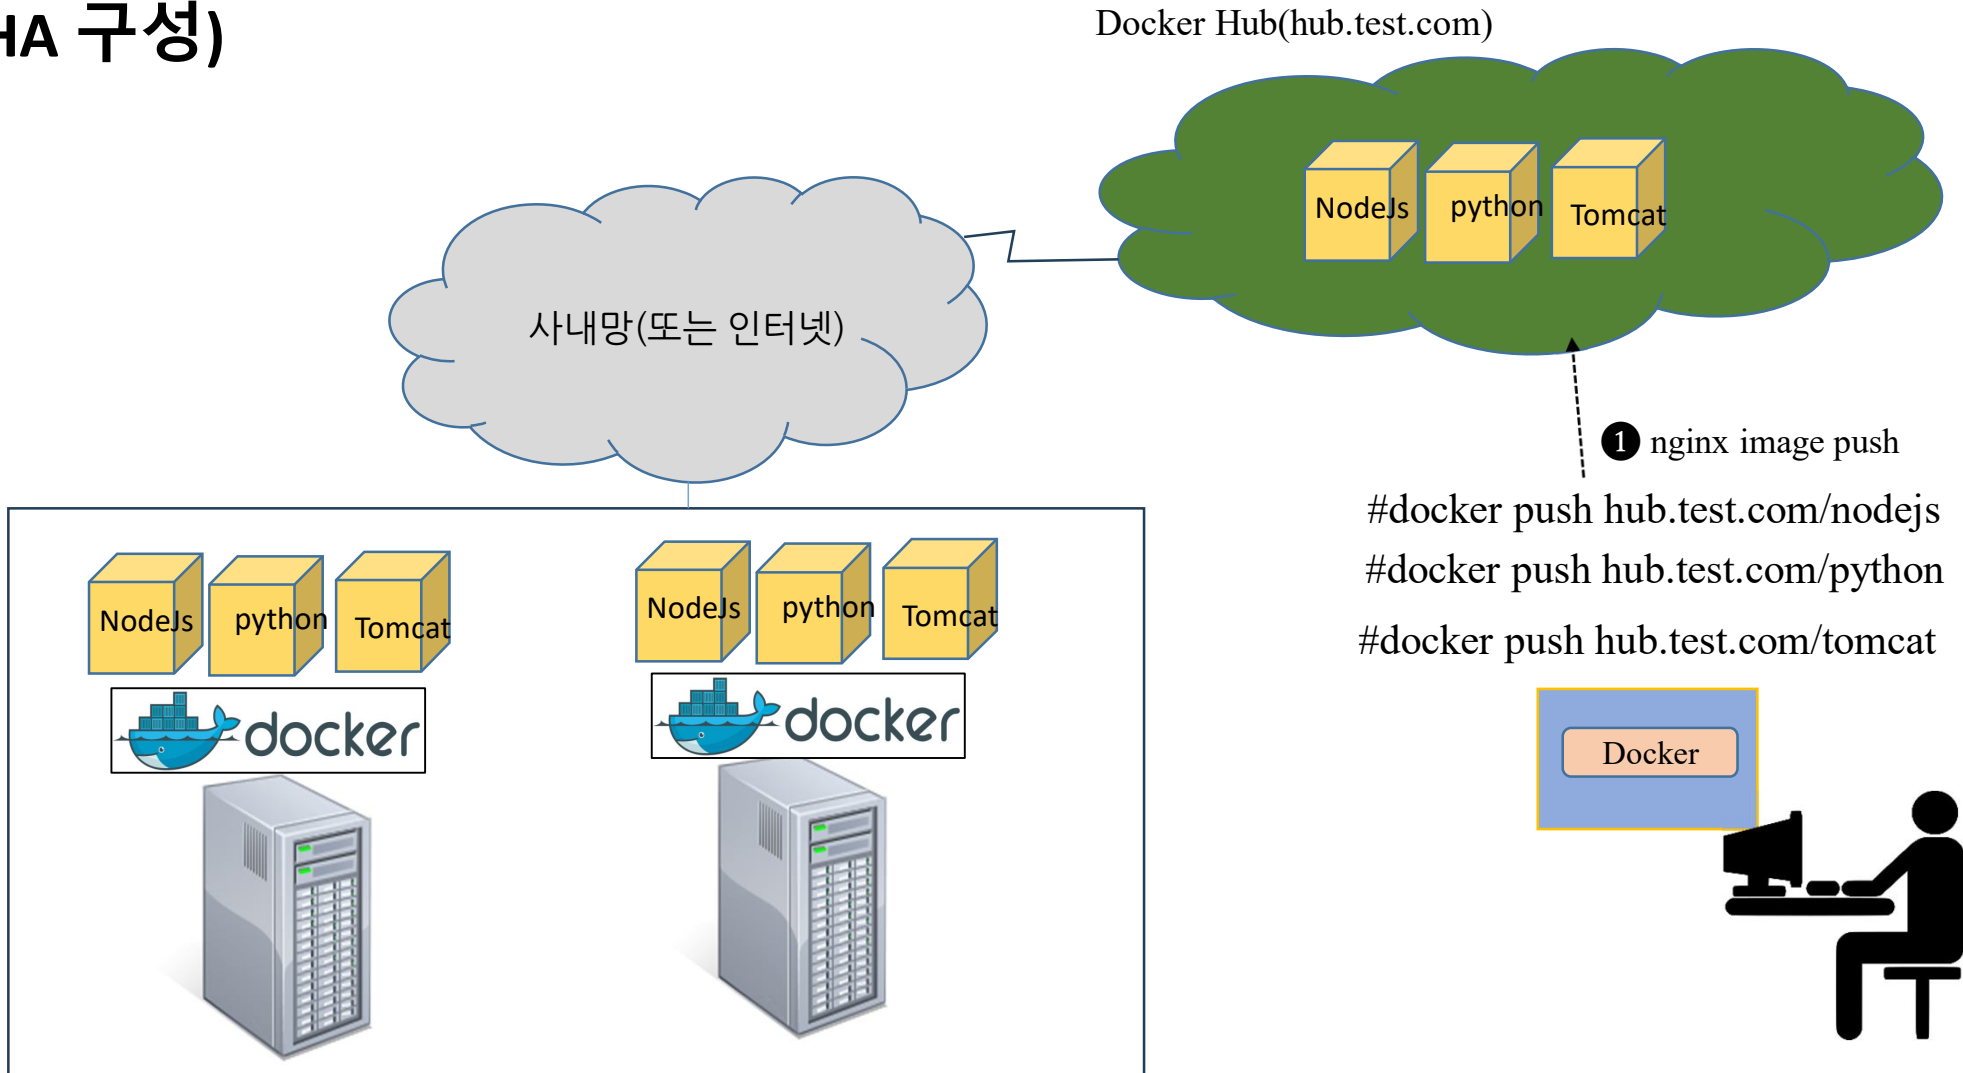 HA 구성)
Docker Hub(hub.test.com)
NodeJs
python
Tomcat
사내망(또는 인터넷)
❶ nginx image push
#docker push hub.test.com/nodejs
#docker push hub.test.com/python
#docker push hub.test.com/tomcat
NodeJs
python
Tomcat
NodeJs
python
Tomcat
docker
docker
Docker